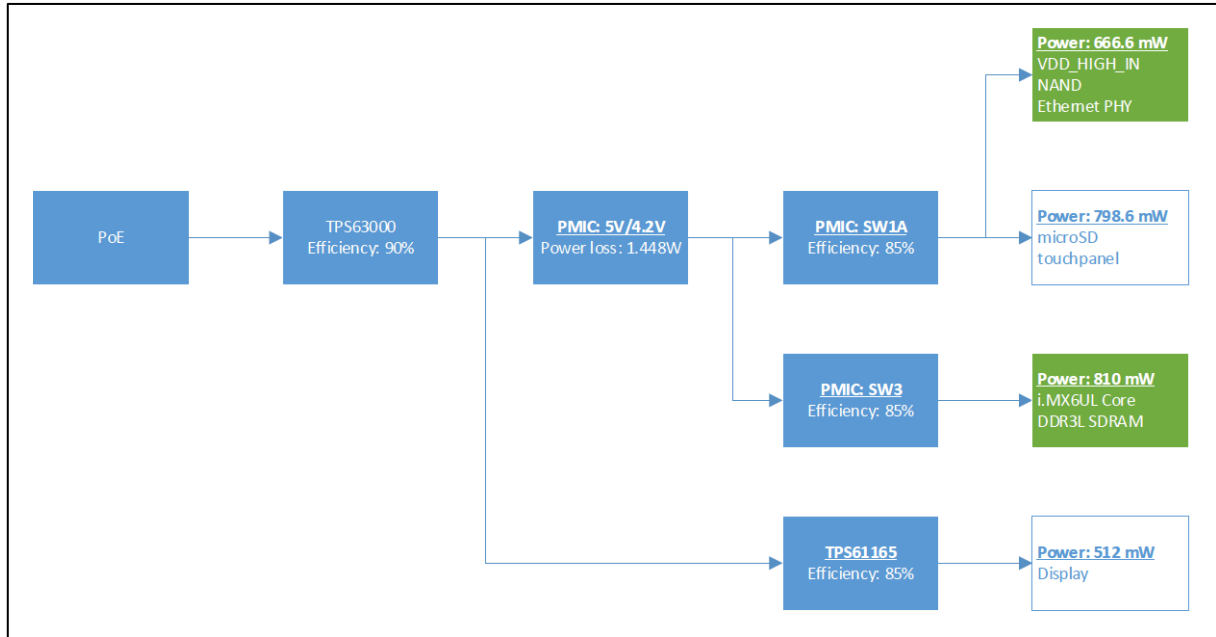 Power: 666.6 mW
VDD_HIGH_IN
NAND
Ethernet PHY
PoE
TPS63000
Efficiency: 90%
PMIC: 5V/4.2V
Power loss: 1.448W
PMIC: SW1A
Efficiency: 85%
Power: 798.6 mW
microSD
touchpanel
PMIC: SW3
Efficiency: 85%
Power: 810 mW
i.MX6UL Core
DDR3L SDRAM
TPS61165
Efficiency: 85%
Power: 512 mW
Display